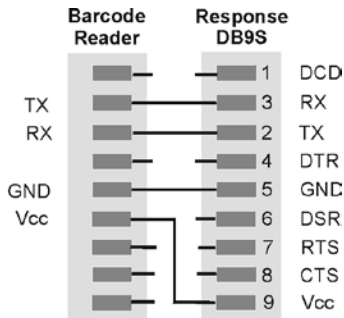 Barcode Reader Response DB9S
1 DCD
TX 3 RX
RX 2 TX
4 DTR
GND 5 GND
Vcc 6 DSR
7 RTS
8 CTS
9 Vcc